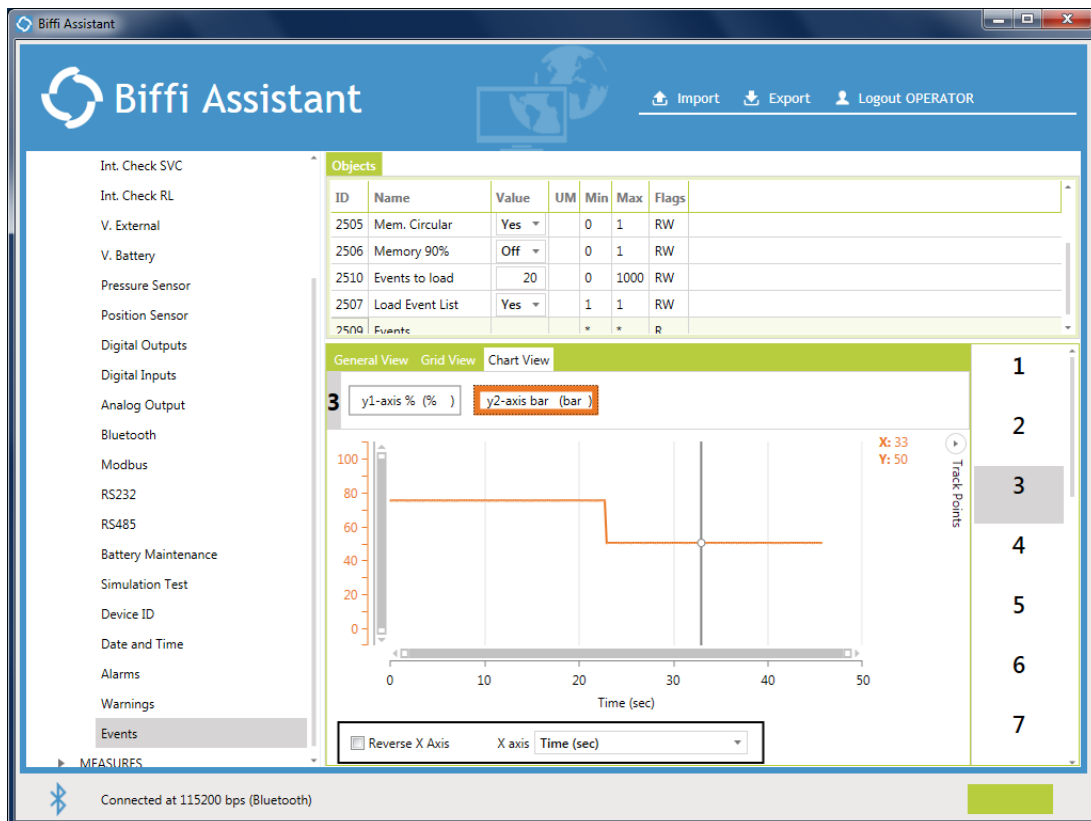 Biffi Assistant
Biffi Assistant
Import Export Logout OPERATOR
Int. Check SVC
Int. Check RL
V. External
V. Battery
Pressure Sensor
Position Sensor
Digital Outputs
Digital Inputs
Analog Output
Bluetooth
Modbus
RS232
RS485
Battery Maintenance
Simulation Test
Device ID
Date and Time
Alarms
Warnings
Events
MEASURES
Objects
ID Name Value UM Min Max Flags
2505 Mem. Circular Yes 0 1 RW
2506 Memory 90% Off 0 1 RW
2510 Events to load 20 0 1000 RW
2507 Load Event List Yes 1 1 RW
2509 Events * * R
General View Grid View Chart View
3 y1-axis % (% ) y2-axis bar (bar )
X: 33
Y: 50
Track Points
100
80
60
40
20
0
0 10 20 30 40 50
Time (sec)
Reverse X Axis X axis Time (sec)
1
2
3
4
5
6
7
Connected at 115200 bps (Bluetooth)